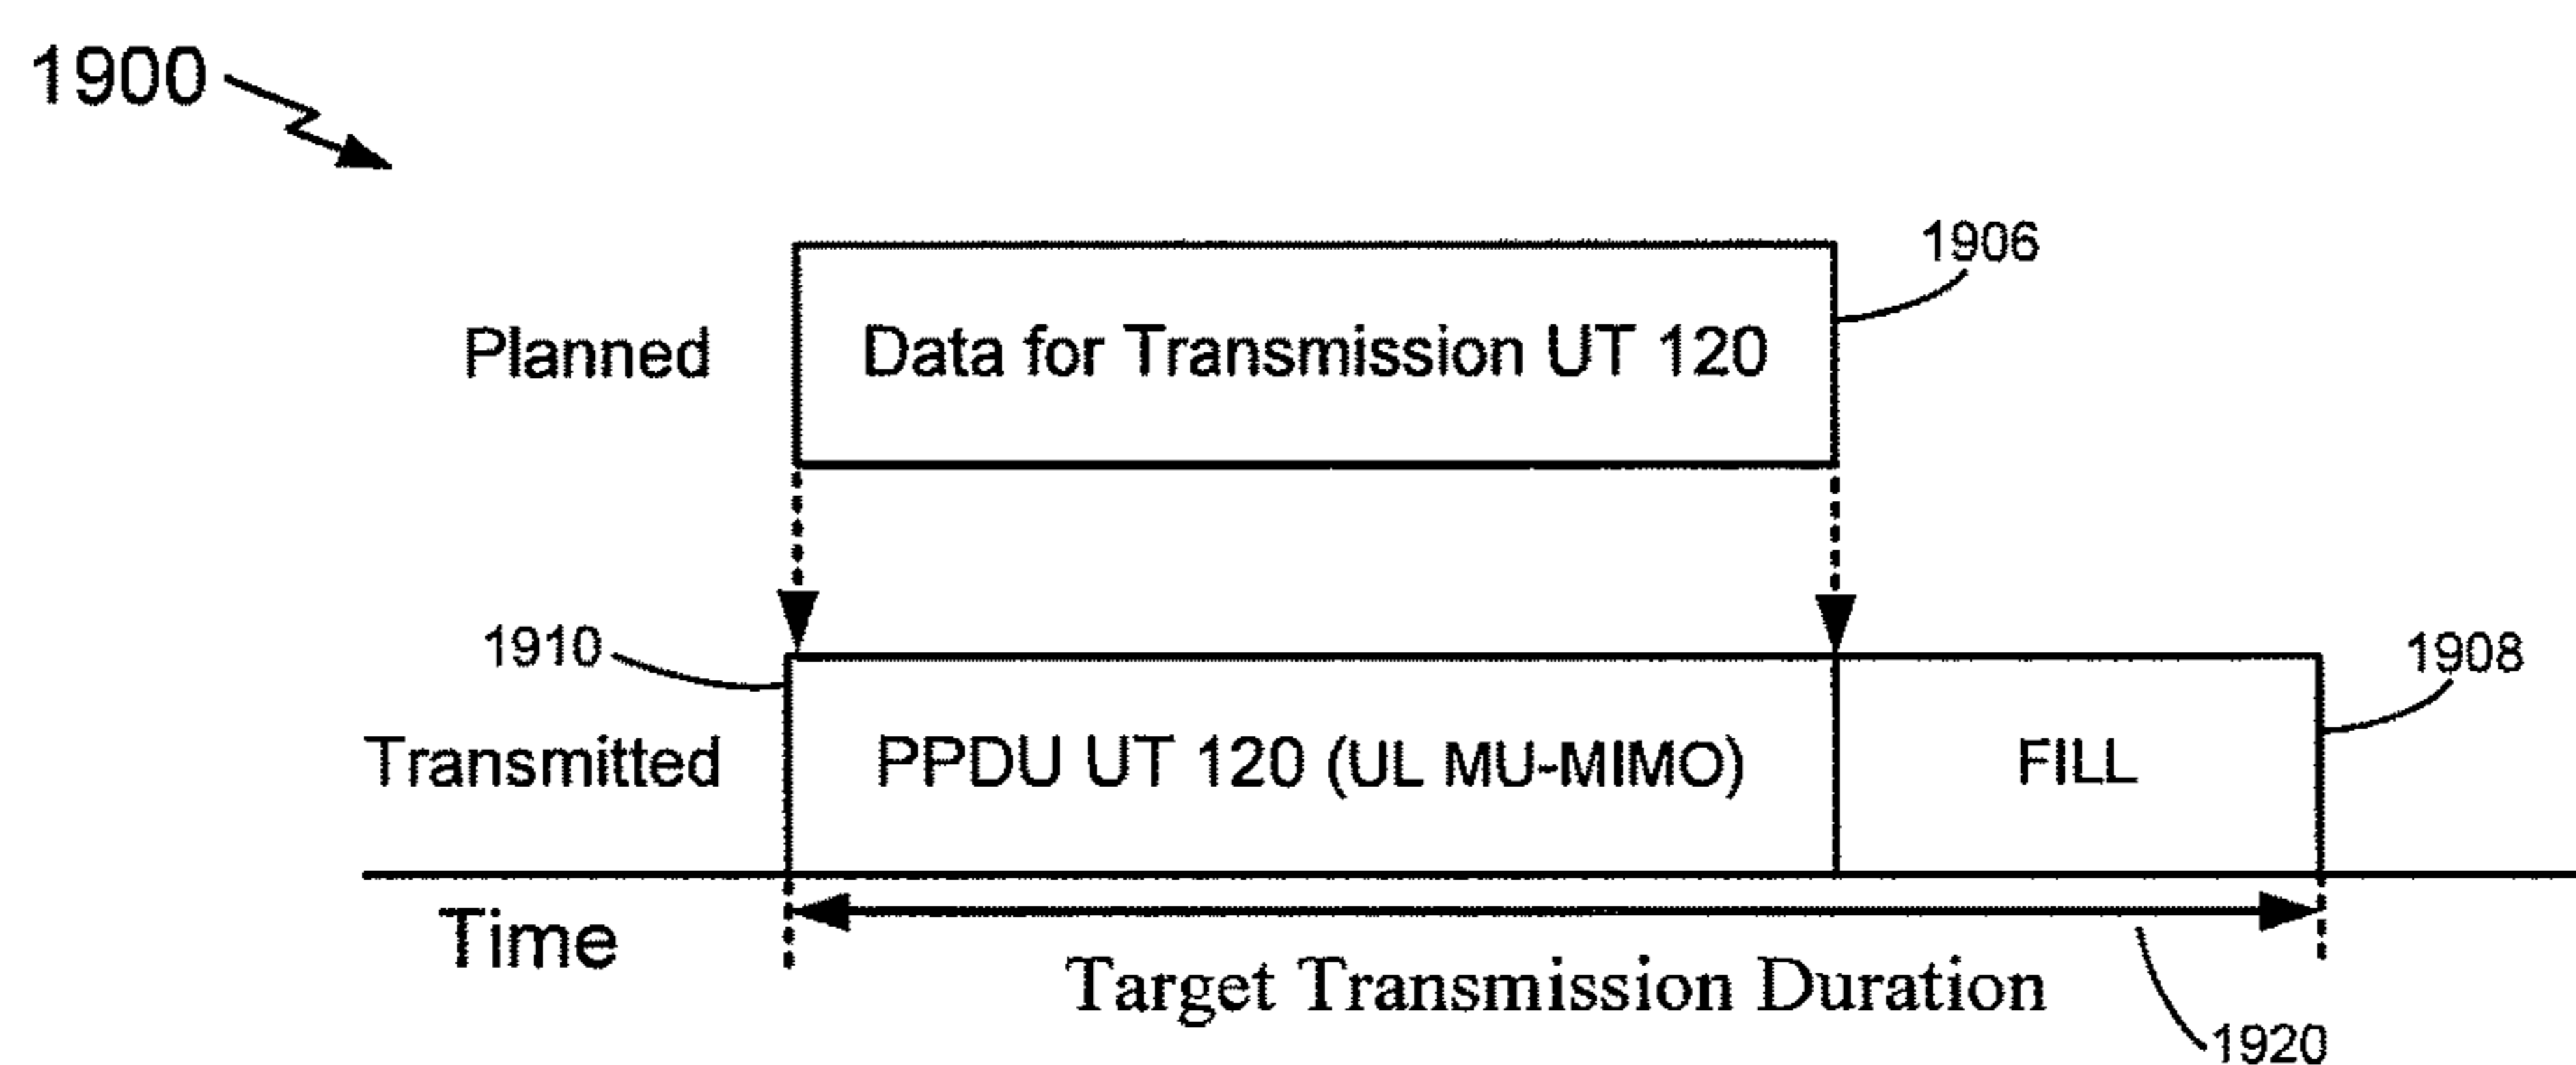 1900
1906
Planned
Data for Transmission UT 120
1910
1908
Transmitted
PPDU UT 120 (UL MU-MIMO)
FILL
Time
Target Transmission Duration
1920